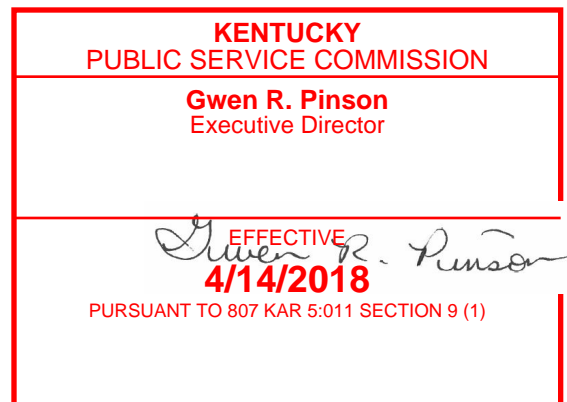 KENTUCKY
PUBLIC SERVICE COMMISSION
Gwen R. Pinson
Executive Director
Gwen R. Pinson
EFFECTIVE
4/14/2018
PURSUANT TO 807 KAR 5:011 SECTION 9 (1)